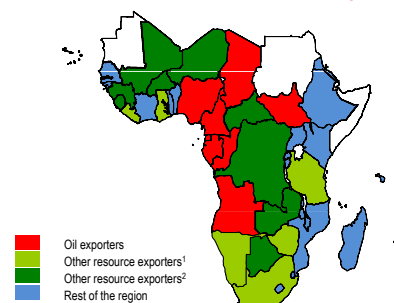 Oil exporters
Other resource exporters¹
Other resource exporters²
Rest of the region